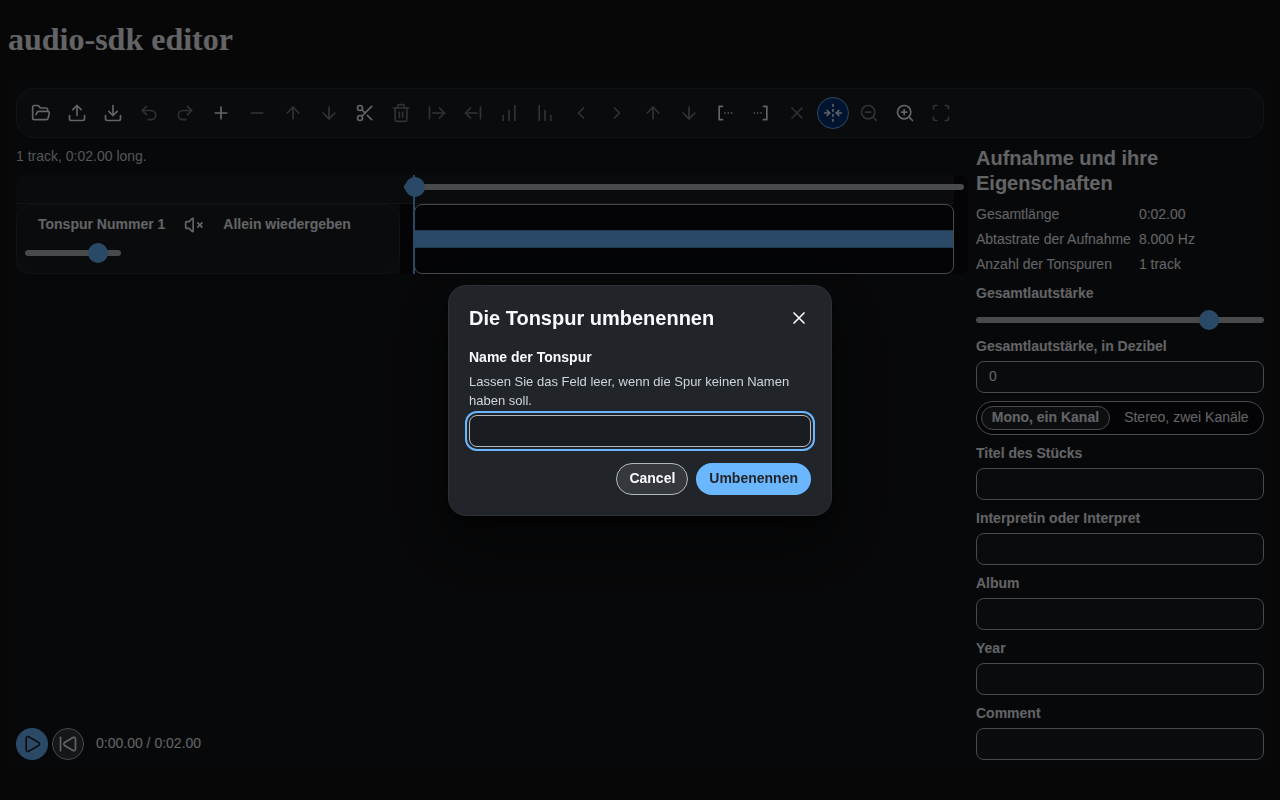 audio-sdk editor
1 track, 0:02.00 long.
Tonspur Nummer 1
Allein wiedergeben
Aufnahme und ihre
Eigenschaften
Gesamtlänge 0:02.00
Abtastrate der Aufnahme 8.000 Hz
Anzahl der Tonspuren 1 track
Gesamtlautstärke
Gesamtlautstärke, in Dezibel
0
Mono, ein Kanal Stereo, zwei Kanäle
Titel des Stücks
Interpretin oder Interpret
Album
Year
Comment
Die Tonspur umbenennen
Name der Tonspur
Lassen Sie das Feld leer, wenn die Spur keinen Namen
haben soll.
Cancel Umbenennen
0:00.00 / 0:02.00